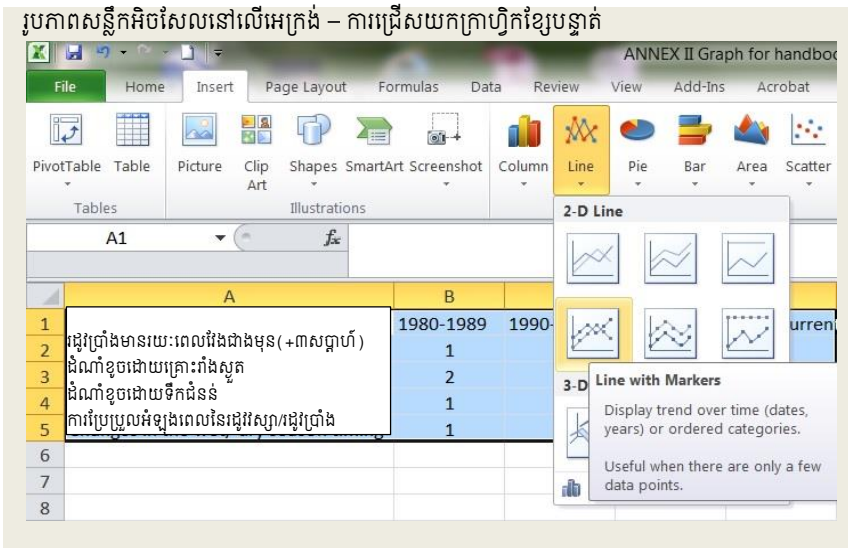 រូបភាពសន្លឹកអិចសែលនៅលើអេក្រង់ – ការជ្រើសយកក្រាហ្វិកខ្សែបន្ទាត់
ANNEX II Graph for handboo
File Home Insert Page Layout Formulas Data Review View Add-Ins Acrobat
PivotTable Table Picture Clip Art Shapes SmartArt Screenshot Column Line Pie Bar Area Scatter
Tables Illustrations
2-D Line
A1 fx
A B
1 1980-1989 1990-
រដូវប្រាំងមានរយៈពេលវែងជាងមុន(+៣សប្ដាហ៍)
2 1
ដំណាំខូចដោយគ្រោះរាំងស្ងួត
3 2
ដំណាំខូចដោយទឹកជំនន់
4 1
ការប្រែប្រួលអំឡុងពេលនៃរដូវវស្សា/រដូវប្រាំង
5 1
6
7
8
urren
3-D
Line with Markers
Display trend over time (dates,
years) or ordered categories.
Useful when there are only a few
data points.